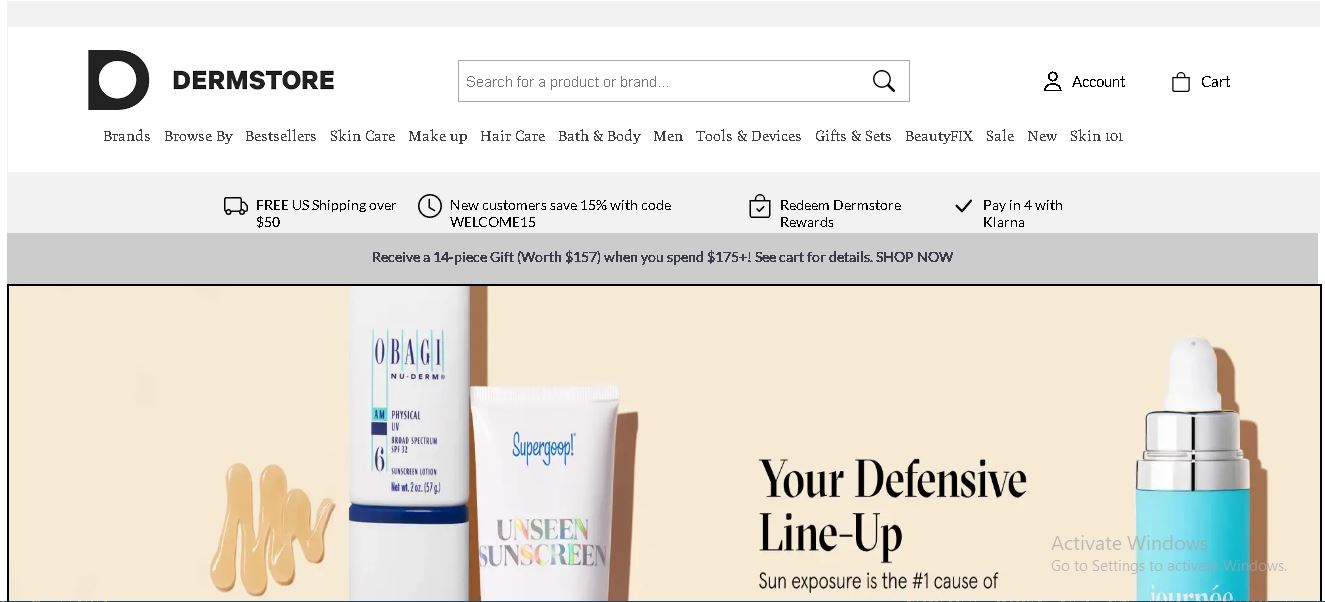 DERMSTORE
Search for a product or brand...
Account
Cart
Brands Browse By Bestsellers Skin Care Make up Hair Care Bath & Body Men Tools & Devices Gifts & Sets BeautyFIX Sale New Skin 101
FREE US Shipping over
$50
New customers save 15% with code
WELCOME15
Redeem Dermstore
Rewards
Pay in 4 with
Klarna
Receive a 14-piece Gift (Worth $157) when you spend $175+! See cart for details. SHOP NOW
OBAGI
NU-DERM®
AM
PHYSICAL
UV
BROAD SPECTRUM
SPF 32
6
SUNSCREEN LOTION
Net wt. 2 oz. (57 g.)
Supergoop!
UNSEEN
SUNSCREEN
Your Defensive
Line-Up
Sun exposure is the #1 cause of
Activate Windows
Go to Settings to activate Windows.
journée